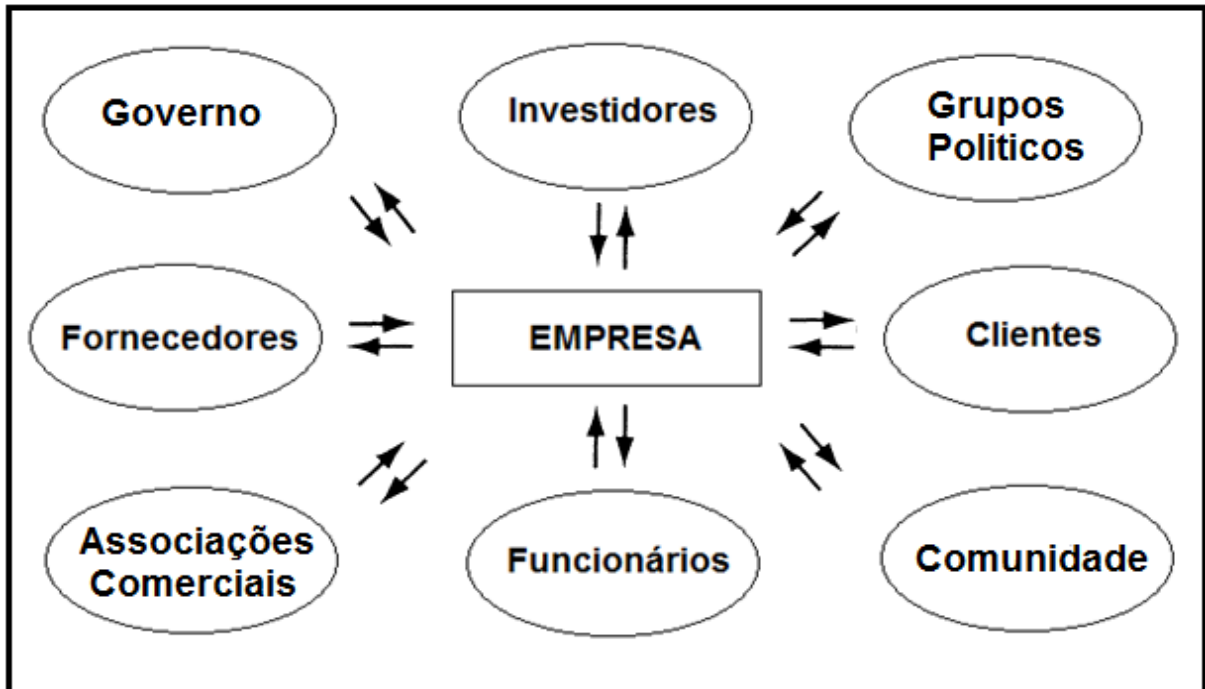 Governo
Investidores
Grupos
Politicos
Fornecedores
EMPRESA
Clientes
Associações
Comerciais
Funcionários
Comunidade